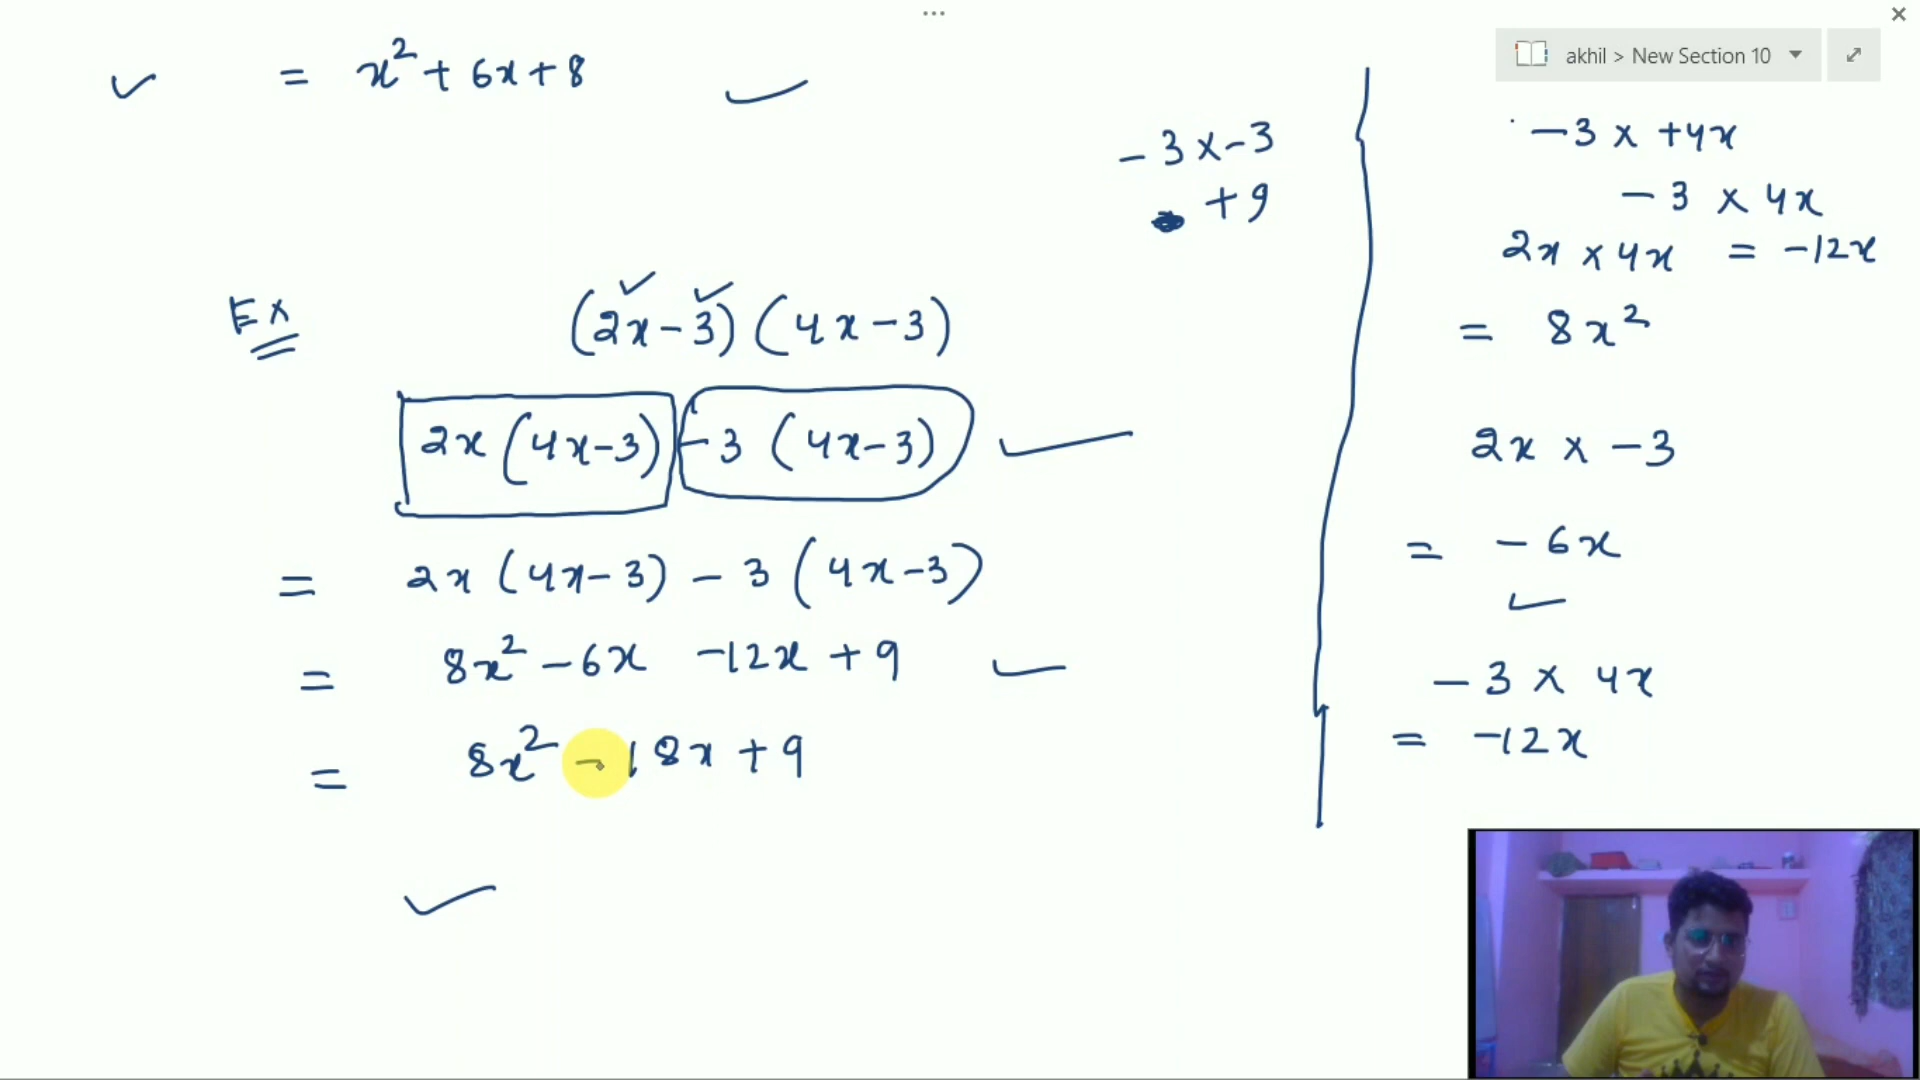 ...
= x² + 6x + 8
- 3 x - 3
+ 9
Ex (2x - 3) (4x - 3)
2x (4x - 3) - 3 (4x - 3)
= 2x (4x - 3) - 3 (4x - 3)
= 8x² - 6x - 12x + 9
= 8x² - 18x + 9
akhil > New Section 10
- 3 x + 4x
- 3 × 4x
2x × 4x = -12x
= 8x²
2x × - 3
= - 6x
- 3 × 4x
= -12x